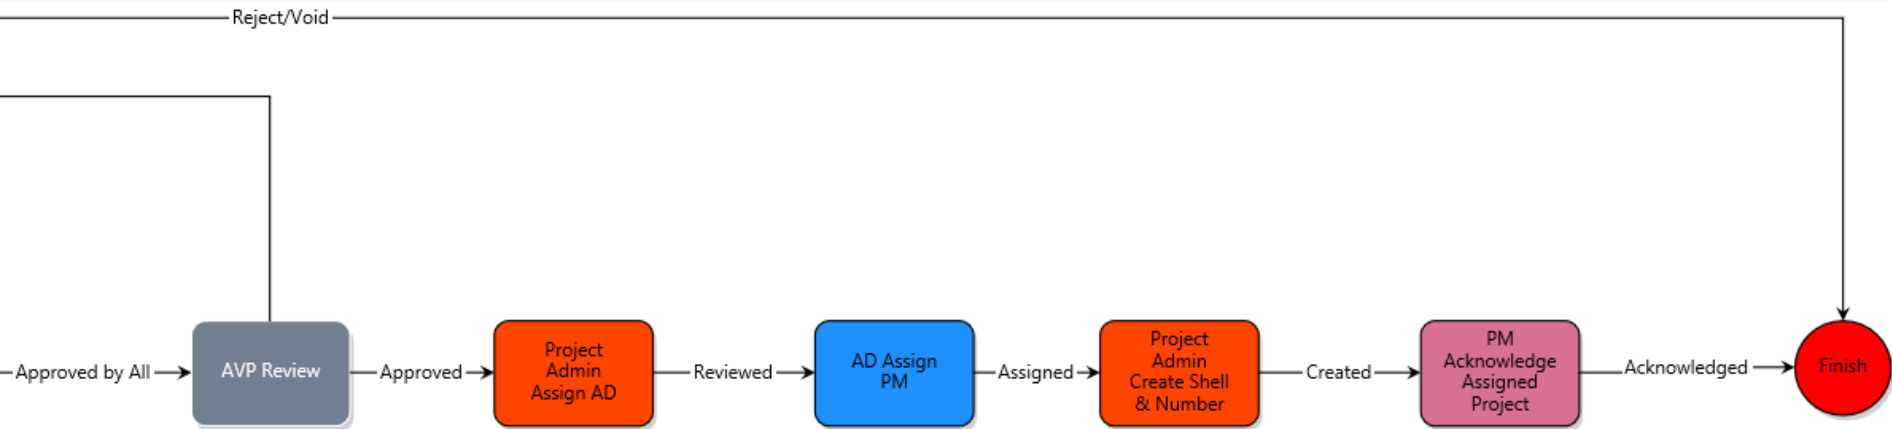 Reject/Void
Approved by All
AVP Review
Approved
Project
Admin
Assign AD
Reviewed
AD Assign
PM
Assigned
Project
Admin
Create Shell
& Number
Created
PM
Acknowledge
Assigned
Project
Acknowledged
Finish